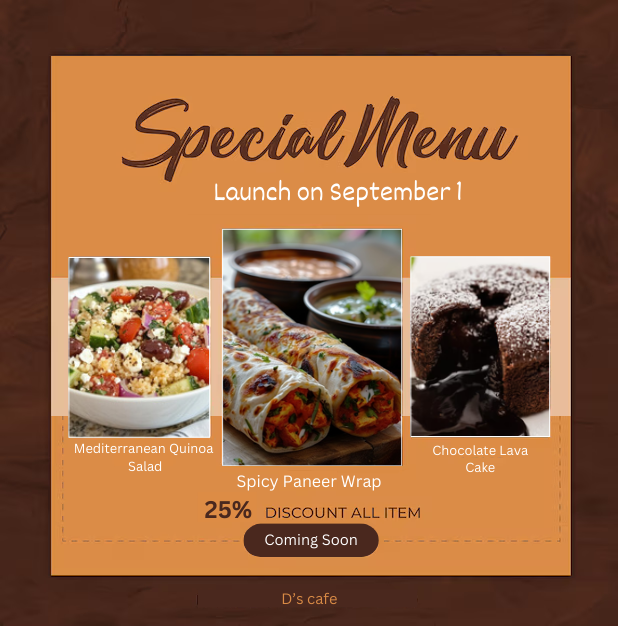 Special Menu
Launch on September 1
Mediterranean Quinoa
Salad
Spicy Paneer Wrap
Chocolate Lava
Cake
25% DISCOUNT ALL ITEM
Coming Soon
D's cafe